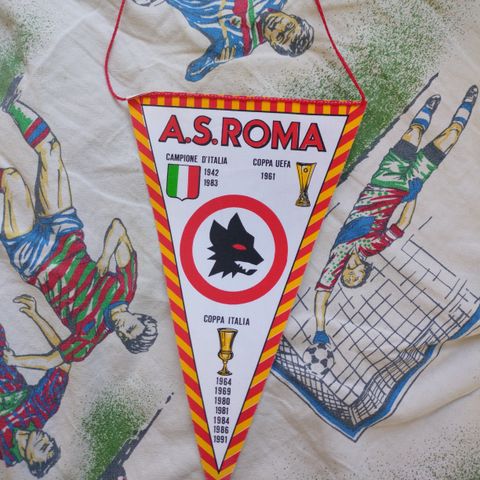 A.S. ROMA
CAMPIONE D'ITALIA
1942
1983
COPPA UEFA
1961
COPPA ITALIA
1964
1969
1980
1981
1984
1986
1991